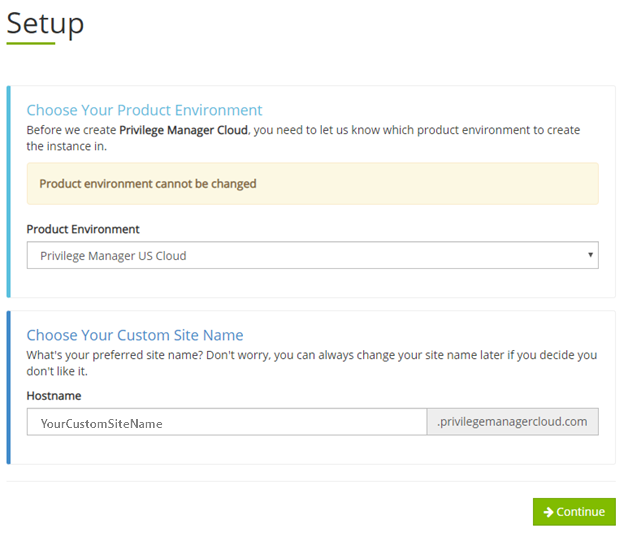 Setup
Choose Your Product Environment
Before we create Privilege Manager Cloud, you need to let us know which product environment to create
the instance in.
Product environment cannot be changed
Product Environment
Privilege Manager US Cloud
Choose Your Custom Site Name
What's your preferred site name? Don't worry, you can always change your site name later if you decide you
don't like it.
Hostname
YourCustomSiteName .privilegemanagercloud.com
Continue